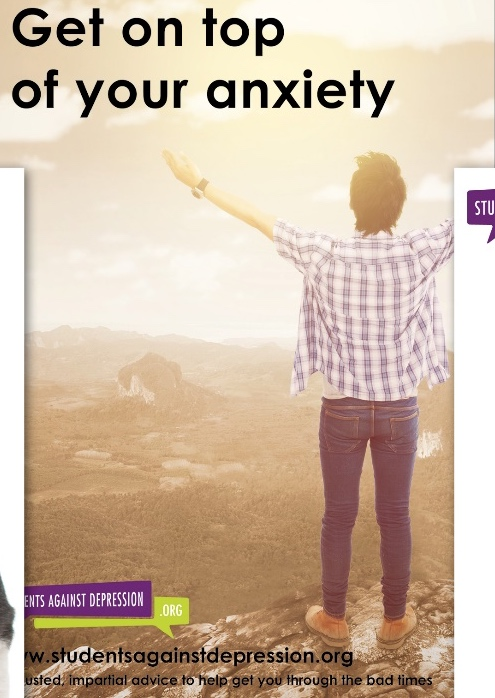 Get on top
of your anxiety
STU
ENTS AGAINST DEPRESSION
.ORG
w.studentsagainstdepression.org
usted, impartial advice to help get you through the bad times